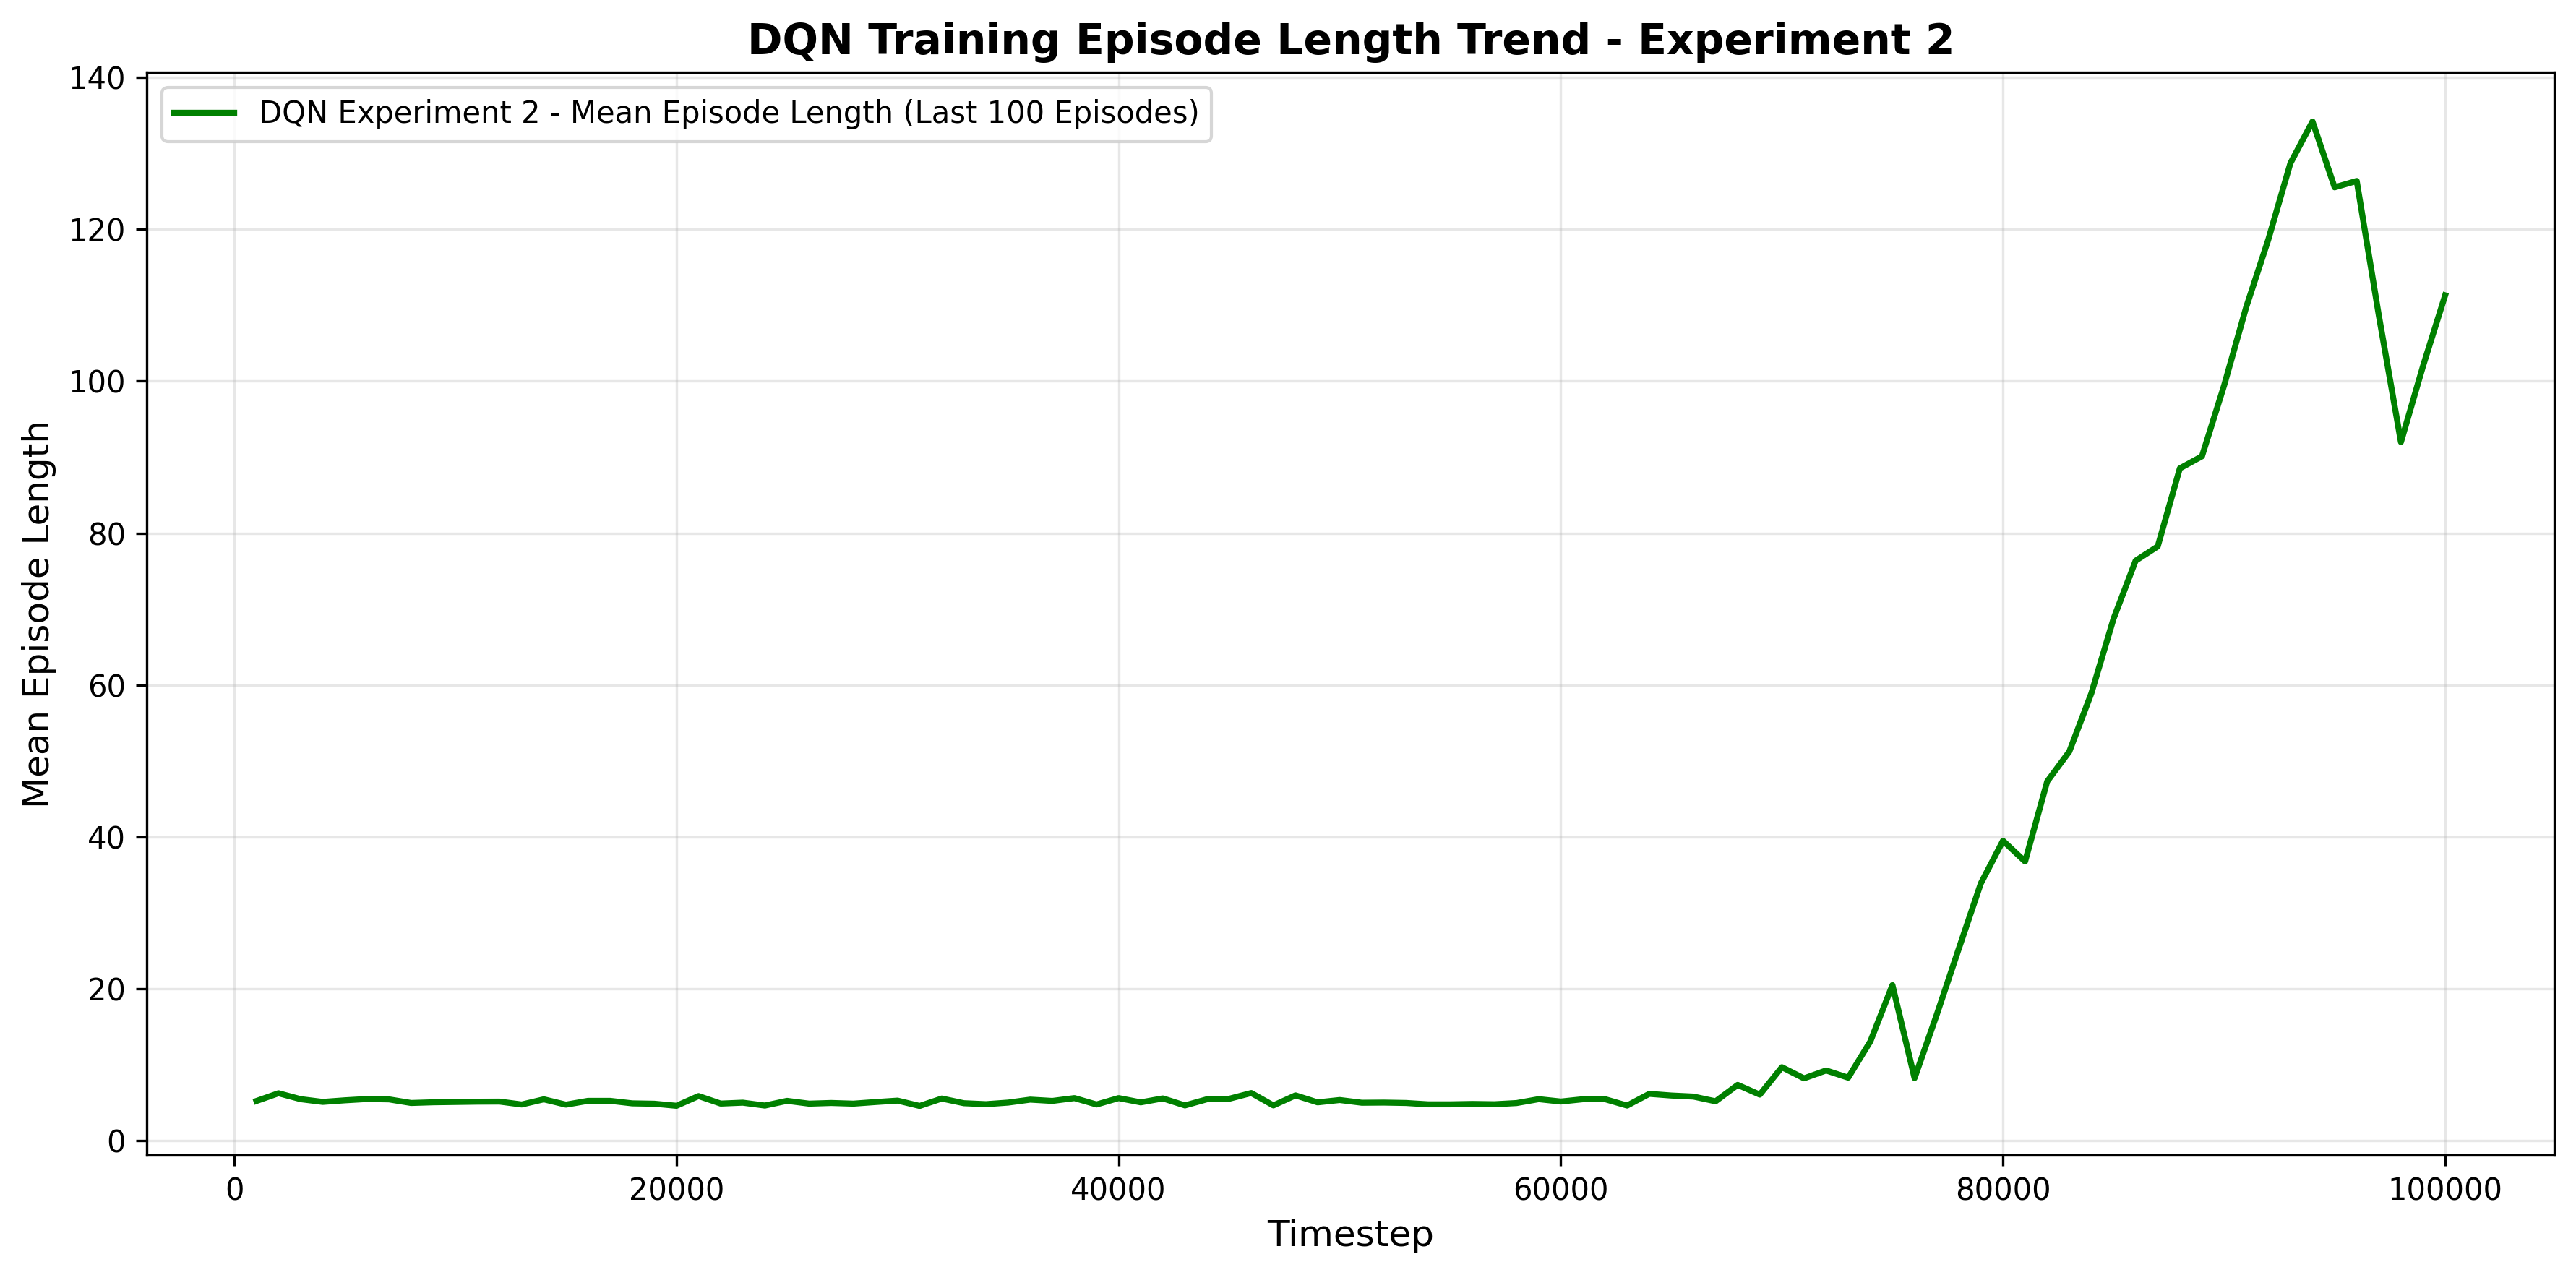 DQN Training Episode Length Trend - Experiment 2
DQN Experiment 2 - Mean Episode Length (Last 100 Episodes)
Mean Episode Length
140
120
100
80
60
40
20
0
0 20000 40000 60000 80000 100000
Timestep